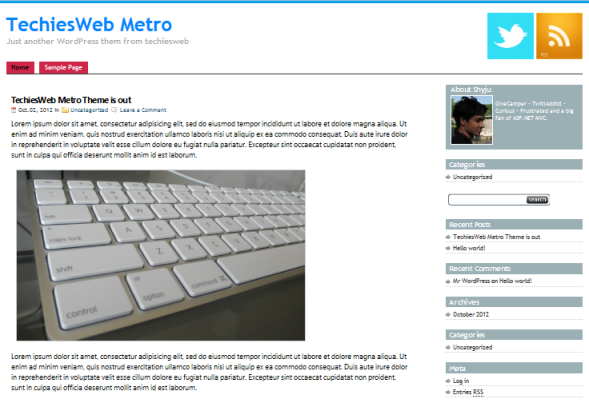 TechiesWeb Metro
Just another WordPress them from techiesweb
Home
Sample Page
TechiesWeb Metro Theme is out
Oct.02, 2012 in Uncategorized Leave a Comment
Lorem ipsum dolor sit amet, consectetur adipisicing elit, sed do eiusmod tempor incididunt ut labore et dolore magna aliqua. Ut
enim ad minim veniam, quis nostrud exercitation ullamco laboris nisi ut aliquip ex ea commodo consequat. Duis aute irure dolor
in reprehenderit in voluptate velit esse cillum dolore eu fugiat nulla pariatur. Excepteur sint occaecat cupidatat non proident,
sunt in culpa qui officia deserunt mollit anim id est laborum.
Q W
caps lock A S D
shift Z X C
control option command
Lorem ipsum dolor sit amet, consectetur adipisicing elit, sed do eiusmod tempor incididunt ut labore et dolore magna aliqua. Ut
enim ad minim veniam, quis nostrud exercitation ullamco laboris nisi ut aliquip ex ea commodo consequat. Duis aute irure dolor
in reprehenderit in voluptate velit esse cillum dolore eu fugiat nulla pariatur. Excepteur sint occaecat cupidatat non proident,
sunt in culpa qui officia deserunt mollit anim id est laborum.
About Shyju
GheGamper - TwittAddict -
Curious - Frustrated and a big
fan of ASP.NET MVC.
Categories
Uncategorized
Search
Recent Posts
TechiesWeb Metro Theme is out
Hello world!
Recent Comments
Mr WordPress on Hello world!
Archives
October 2012
Categories
Uncategorized
Meta
Log in
Entries RSS